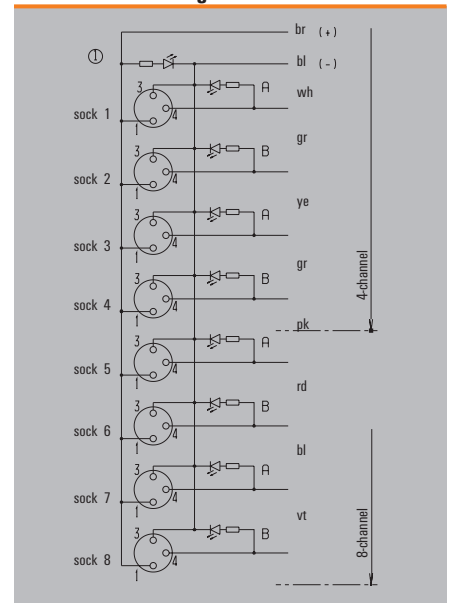 br ( + )
① bl ( - )
3 A wh
sock 1 4
1 gr
3 B
sock 2 4
1 ye
3 A
sock 3 4
1 gr
3 B
sock 4 4
1 pk
3 A
sock 5 4
1 rd
3 B
sock 6 4
1 bl
3 A
sock 7 4
1 vt
3 B
sock 8 4
1
4-channel
8-channel